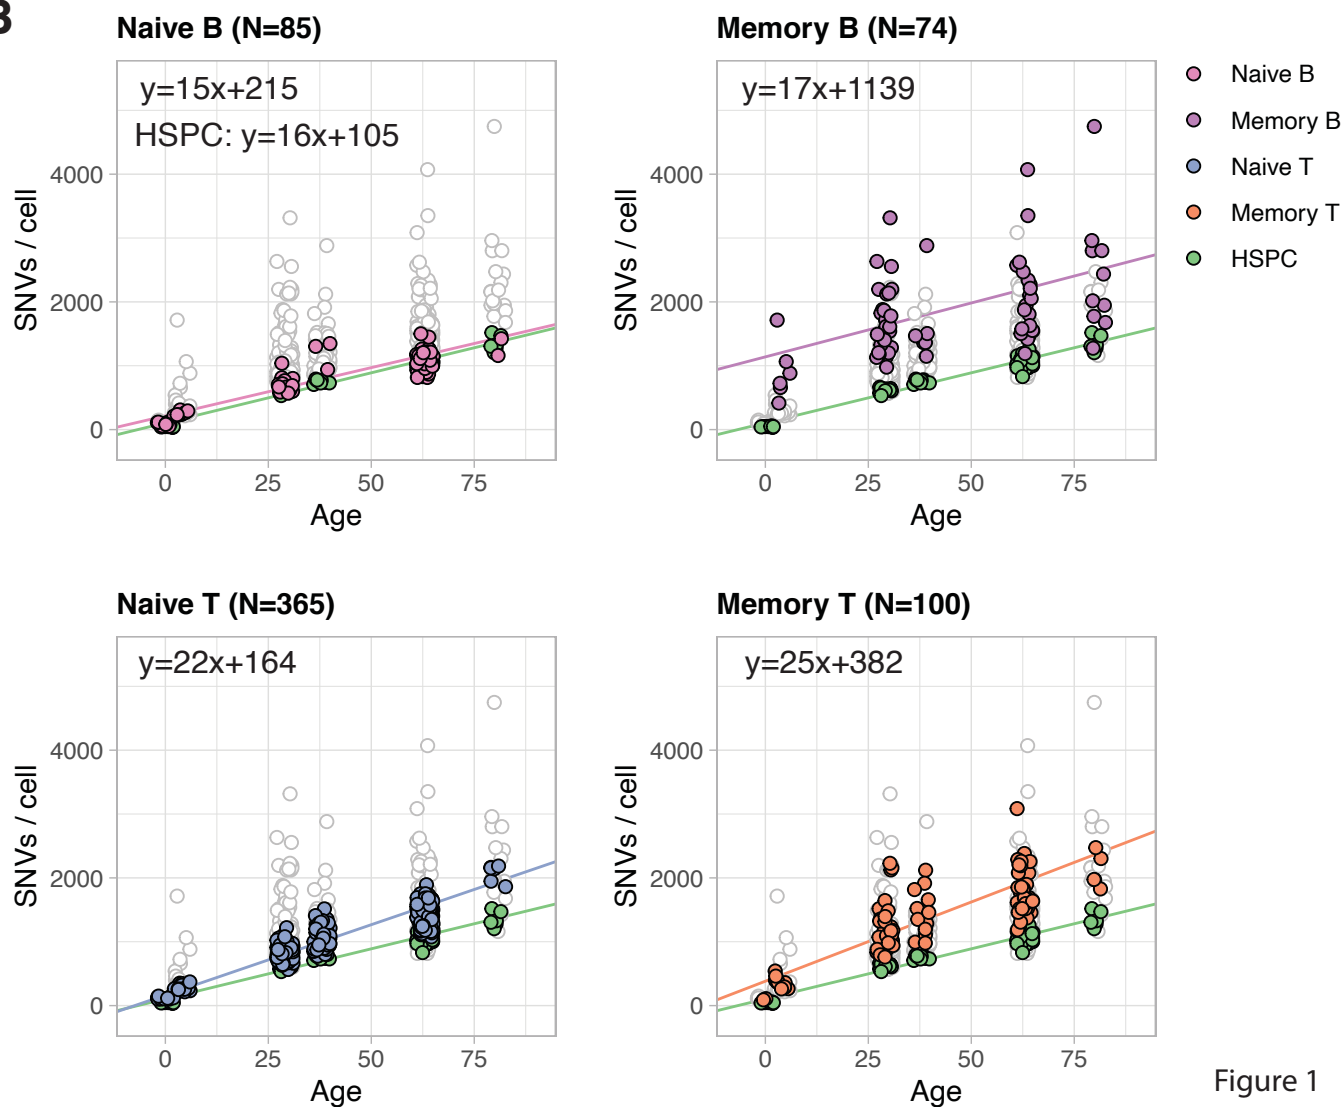 B
Naive B (N=85)
y=15x+215
HSPC: y=16x+105
SNVs / cell
4000
2000
0
0 25 50 75
Age
Memory B (N=74)
y=17x+1139
SNVs / cell
4000
2000
0
0 25 50 75
Age
Naive B
Memory B
Naive T
Memory T
HSPC
Naive T (N=365)
y=22x+164
SNVs / cell
4000
2000
0
0 25 50 75
Age
Memory T (N=100)
y=25x+382
SNVs / cell
4000
2000
0
0 25 50 75
Age
Figure 1